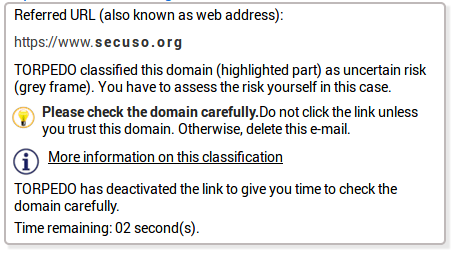 Referred URL (also known as web address):
https://www.secuso.org
TORPEDO classified this domain (highlighted part) as uncertain risk
(grey frame). You have to assess the risk yourself in this case.
Please check the domain carefully.Do not click the link unless
you trust this domain. Otherwise, delete this e-mail.
More information on this classification
TORPEDO has deactivated the link to give you time to check the
domain carefully.
Time remaining: 02 second(s).